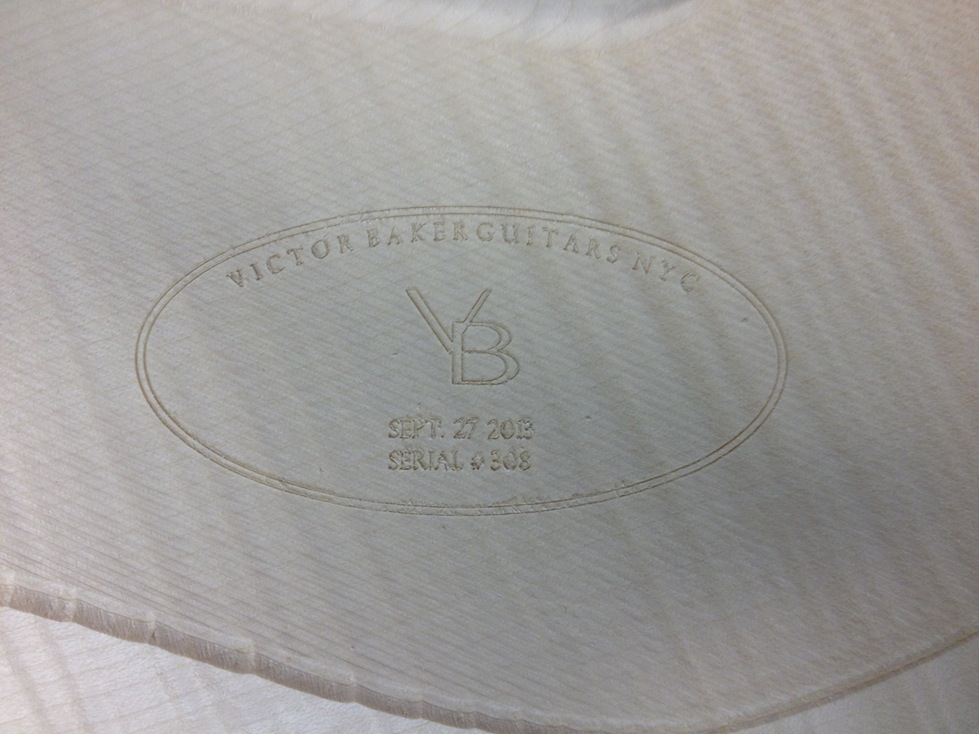 VICTOR BAKER GUITARS NYC
VB
SEPT. 27 2013
SERIAL # 308